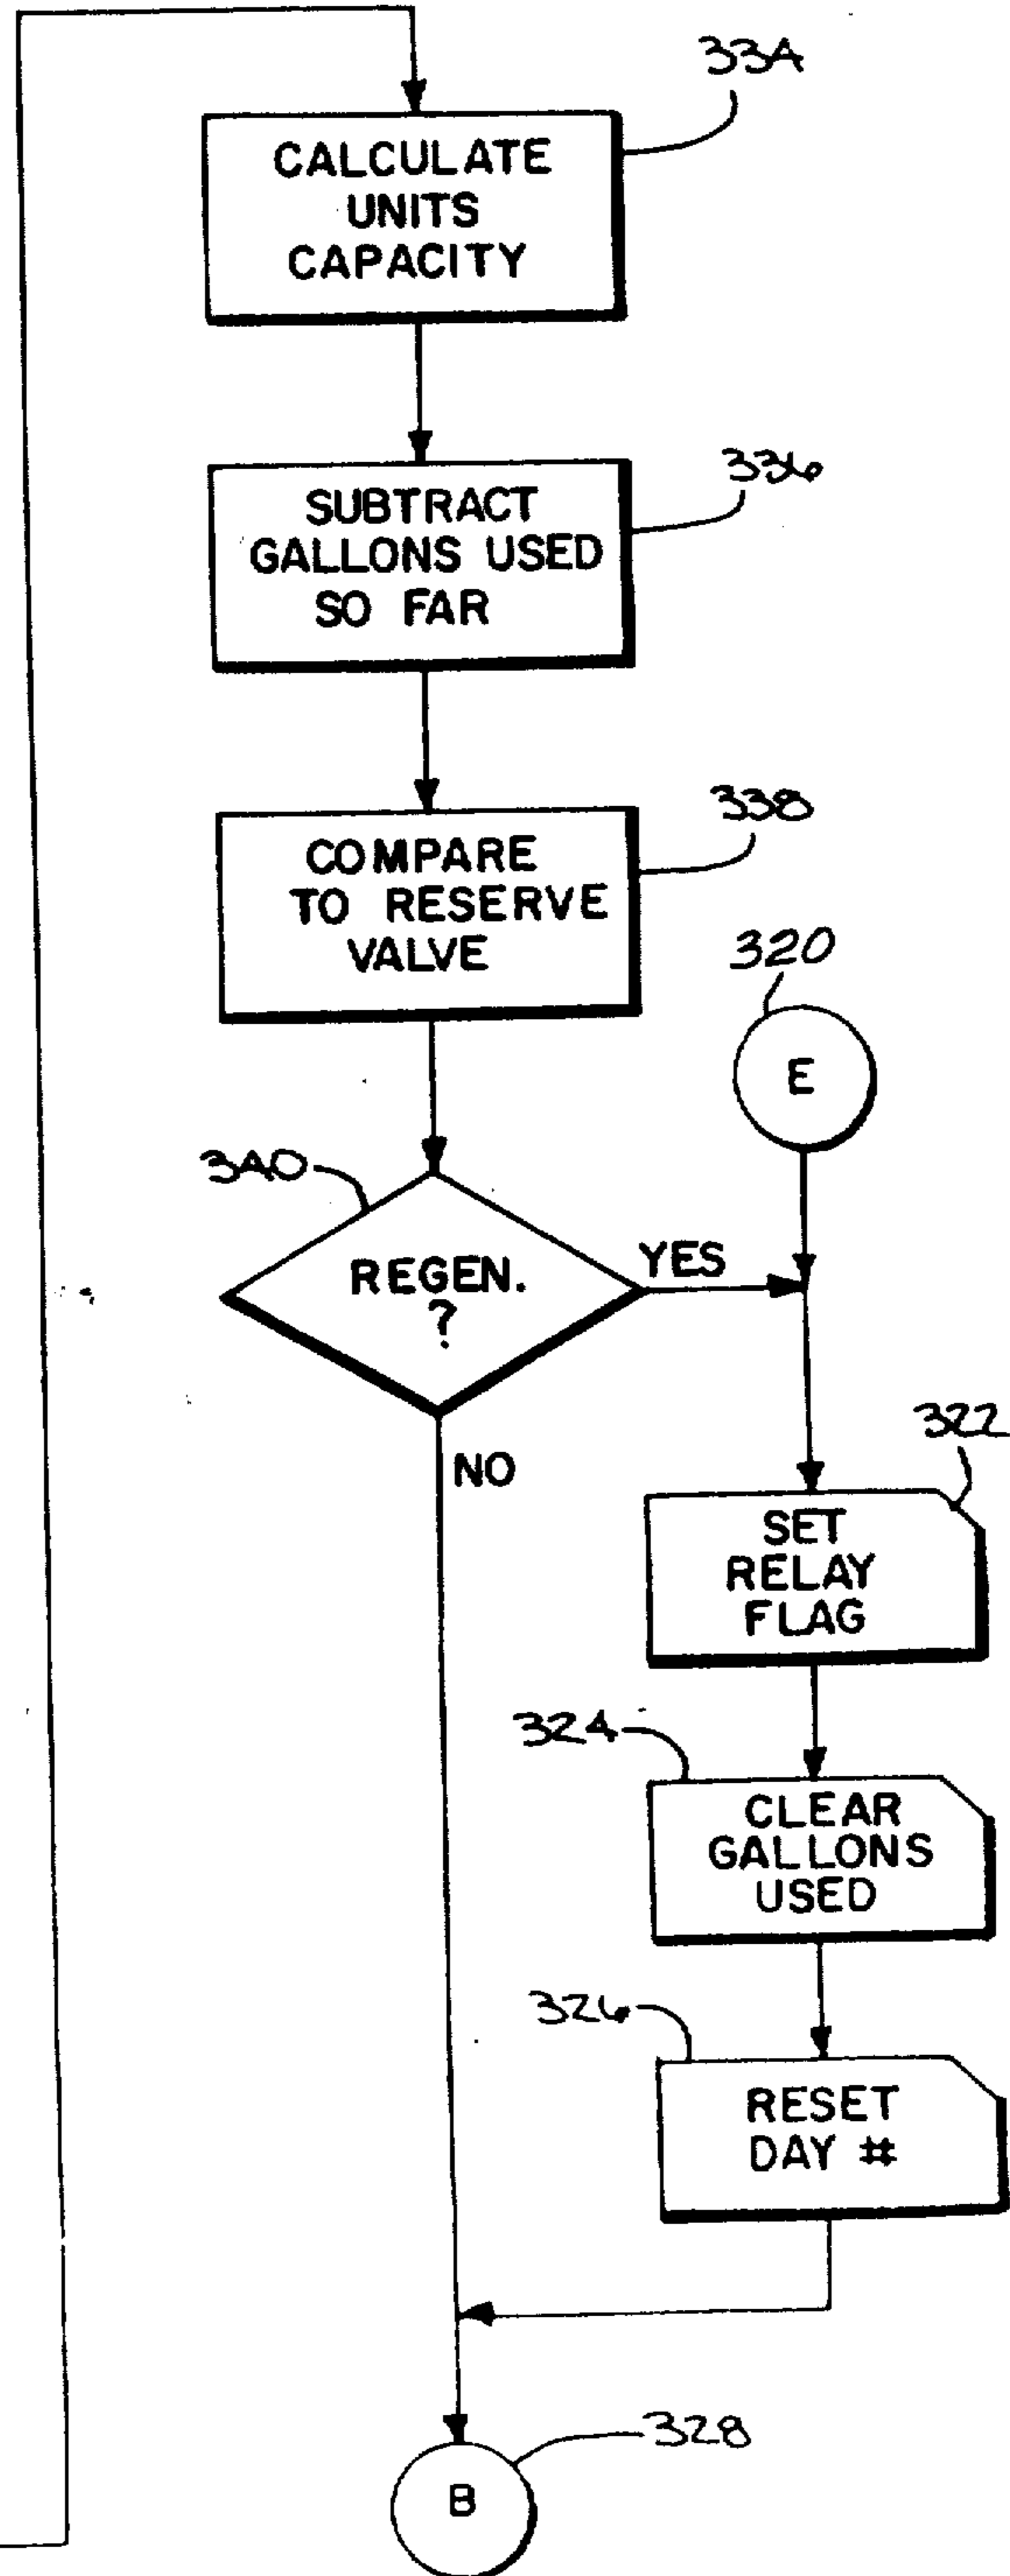 334
CALCULATE
UNITS
CAPACITY
336
SUBTRACT
GALLONS USED
SO FAR
338
COMPARE
TO RESERVE
VALVE
320
E
340
REGEN.
?
YES
NO
322
SET
RELAY
FLAG
324
CLEAR
GALLONS
USED
326
RESET
DAY #
328
B